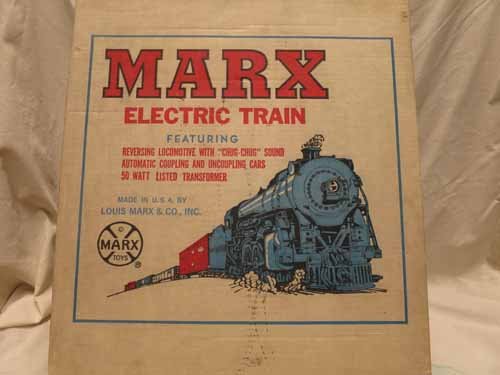 MARX
ELECTRIC TRAIN
FEATURING
REVERSING LOCOMOTIVE WITH "CHUG-CHUG" SOUND
AUTOMATIC COUPLING AND UNCOUPLING CARS
50 WATT LISTED TRANSFORMER
MADE IN U.S.A. BY
LOUIS MARX & CO., INC.
MARX
TOYS
®